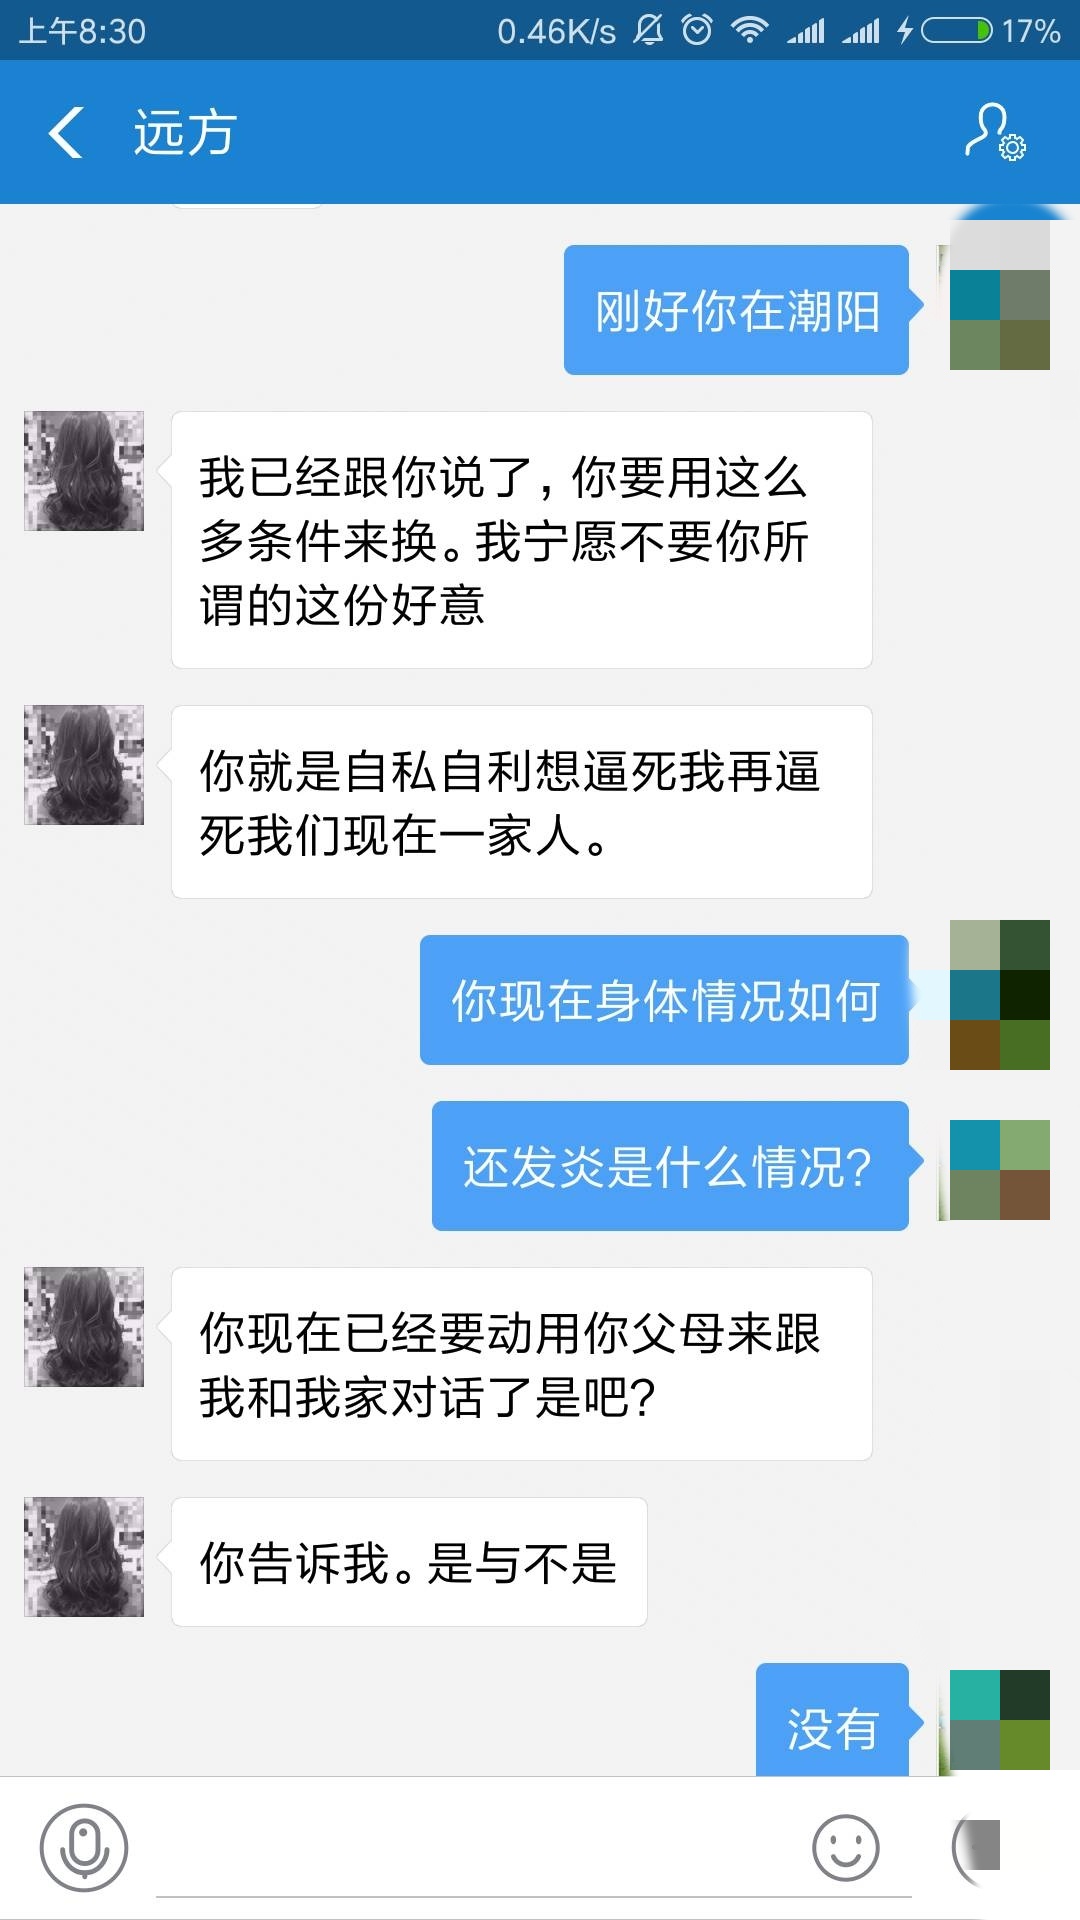 上午8:30 0.46K/s 17%
远方
刚好你在潮阳
我已经跟你说了，你要用这么
多条件来换。我宁愿不要你所
谓的这份好意
你就是自私自利想逼死我再逼
死我们现在一家人。
你现在身体情况如何
还发炎是什么情况?
你现在已经要动用你父母来跟
我和我家对话了是吧?
你告诉我。是与不是
没有